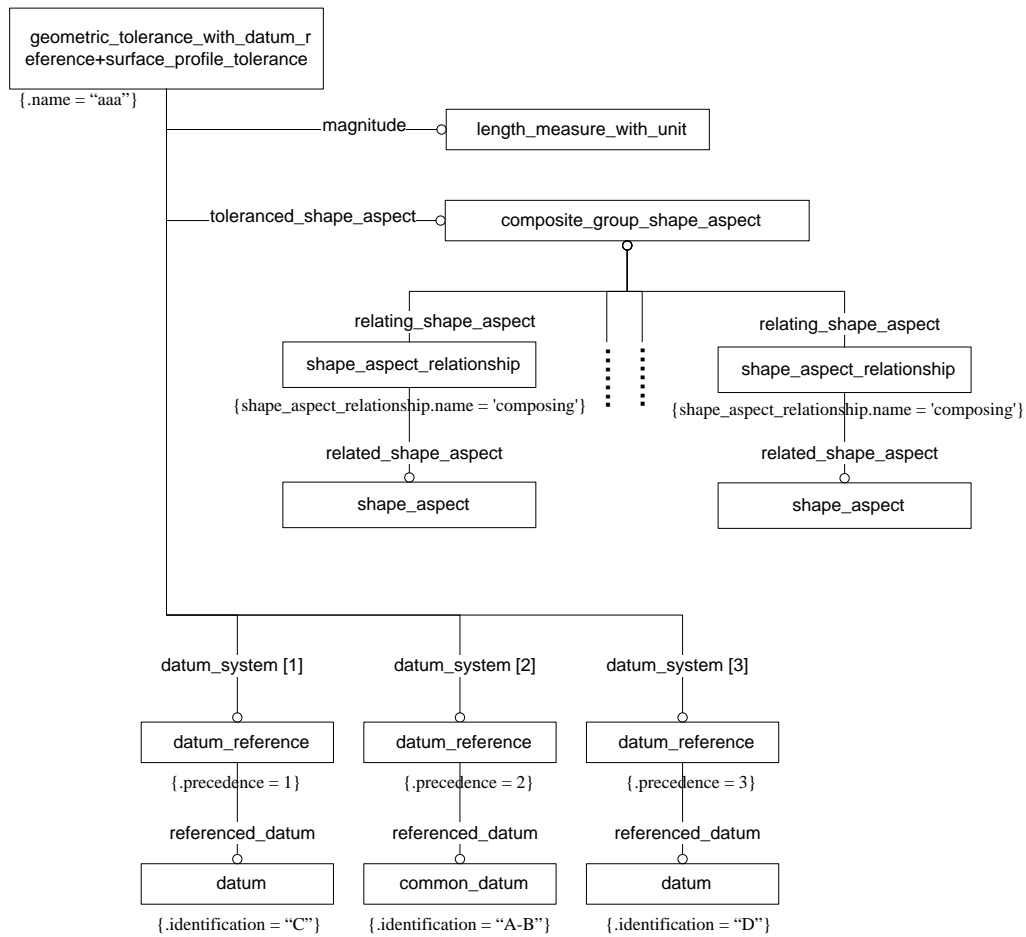 geometric_tolerance_with_datum_r
eference+surface_profile_tolerance
{.name = “aaa”}
magnitude
length_measure_with_unit
toleranced_shape_aspect
composite_group_shape_aspect
relating_shape_aspect
relating_shape_aspect
shape_aspect_relationship
shape_aspect_relationship
{shape_aspect_relationship.name = 'composing'}
{shape_aspect_relationship.name = 'composing'}
related_shape_aspect
related_shape_aspect
shape_aspect
shape_aspect
datum_system [1]
datum_system [2]
datum_system [3]
datum_reference
datum_reference
datum_reference
{.precedence = 1}
{.precedence = 2}
{.precedence = 3}
referenced_datum
referenced_datum
referenced_datum
datum
common_datum
datum
{.identification = “C”}
{.identification = “A-B”}
{.identification = “D”}